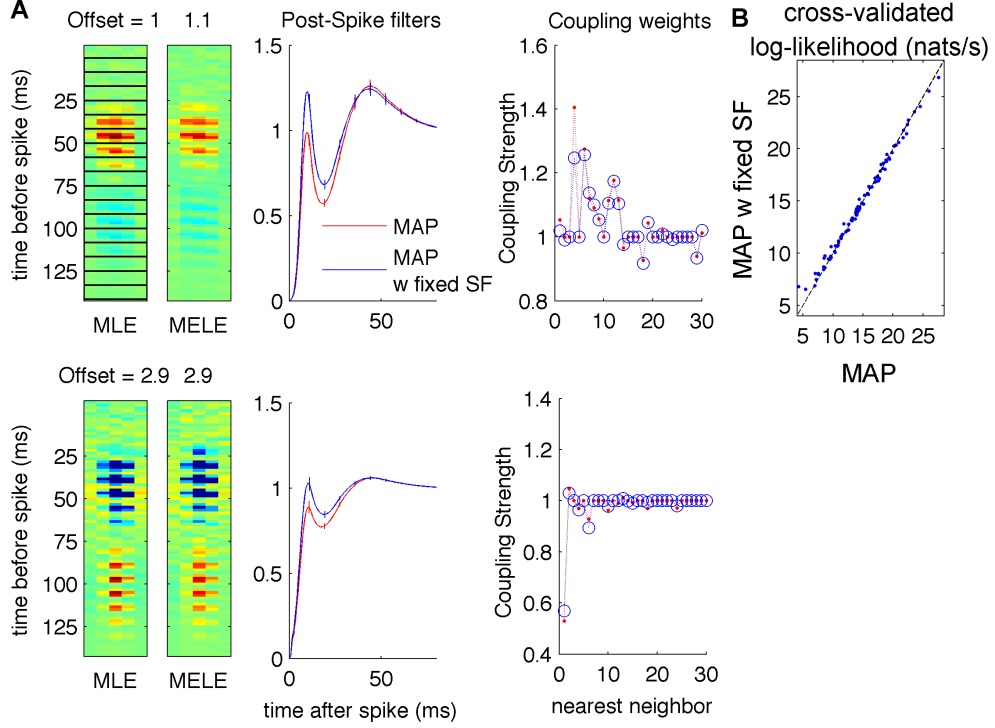 A
Offset = 1
1.1
Post-Spike filters
Coupling weights
B
cross-validated
log-likelihood (nats/s)
time before spike (ms)
25
50
75
100
125
MLE
MELE
1.5
1
0.5
0
0
50
MAP
MAP
w fixed SF
Coupling Strength
1.6
1.4
1.2
1
0.8
0
10
20
30
MAP w fixed SF
25
20
15
10
5
5
10
15
20
25
MAP
Offset = 2.9
2.9
time before spike (ms)
25
50
75
100
125
MLE
MELE
1.5
1
0.5
0
0
50
time after spike (ms)
Coupling Strength
1.4
1.2
1
0.8
0.6
0.4
0
10
20
30
nearest neighbor